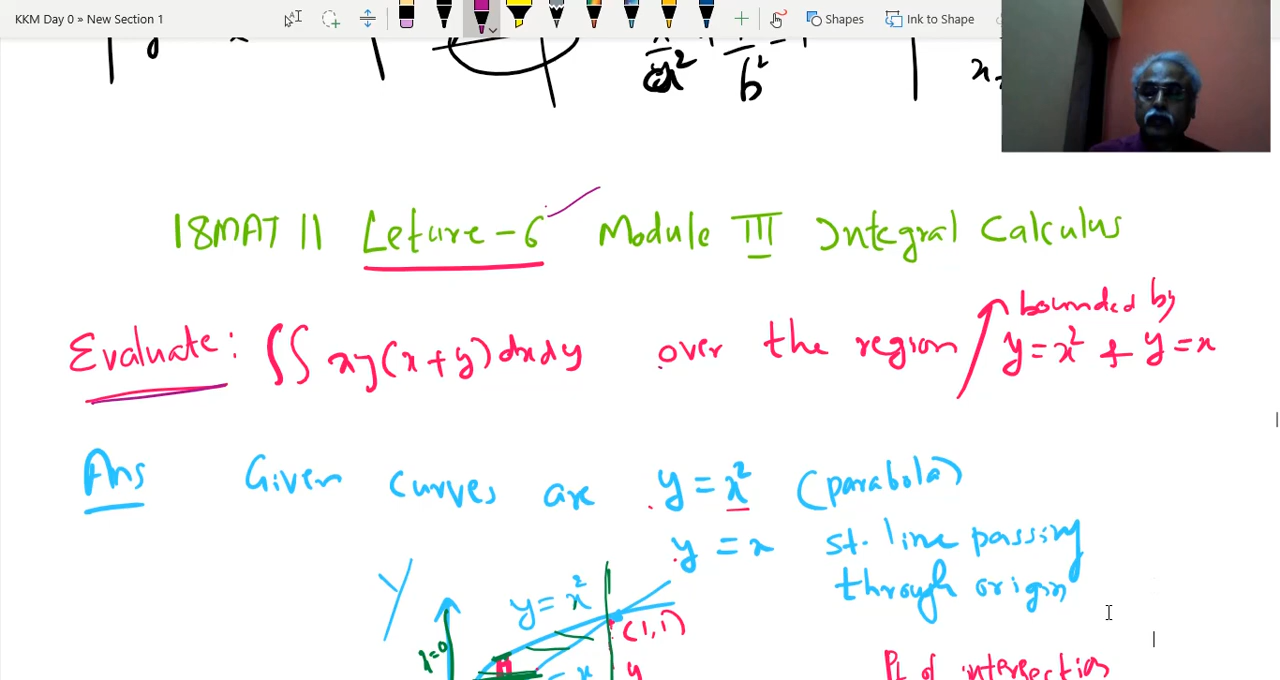 KKM Day 0 » New Section 1
Shapes
Ink to Shape
18MAT11 Leture-6 Module III Integral Calculus
Evaluate: ∫∫ xy(x+y)dxdy over the region bounded by y=x² + y=x
Ans Given curves are y=x² (parabola)
y = x st. line passing through origin
Y
y=x²
(1,1)
x=0
x
y
Pt. of intersection